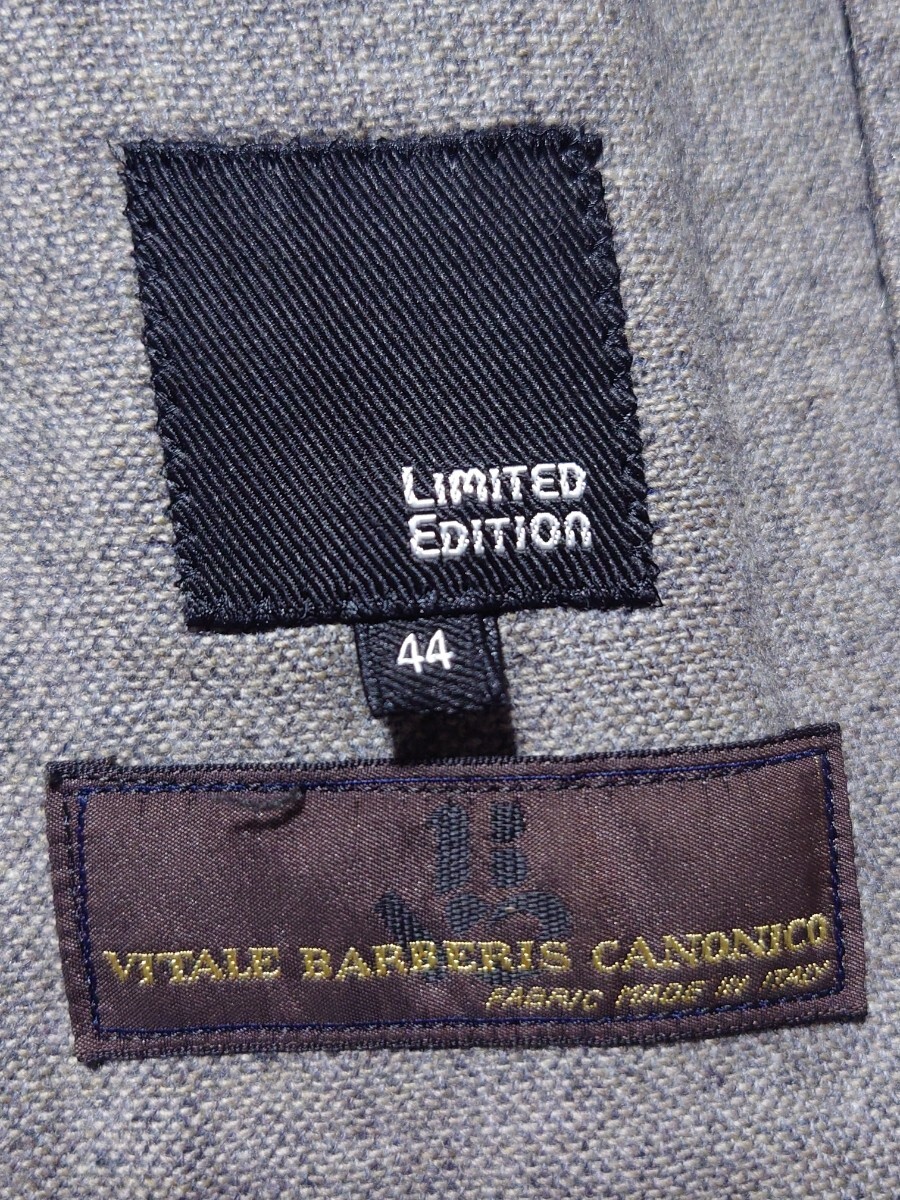 LIMITED
EDITION
44
VITALE BARBERIS CANONICO
FABRIC MADE IN ITALY